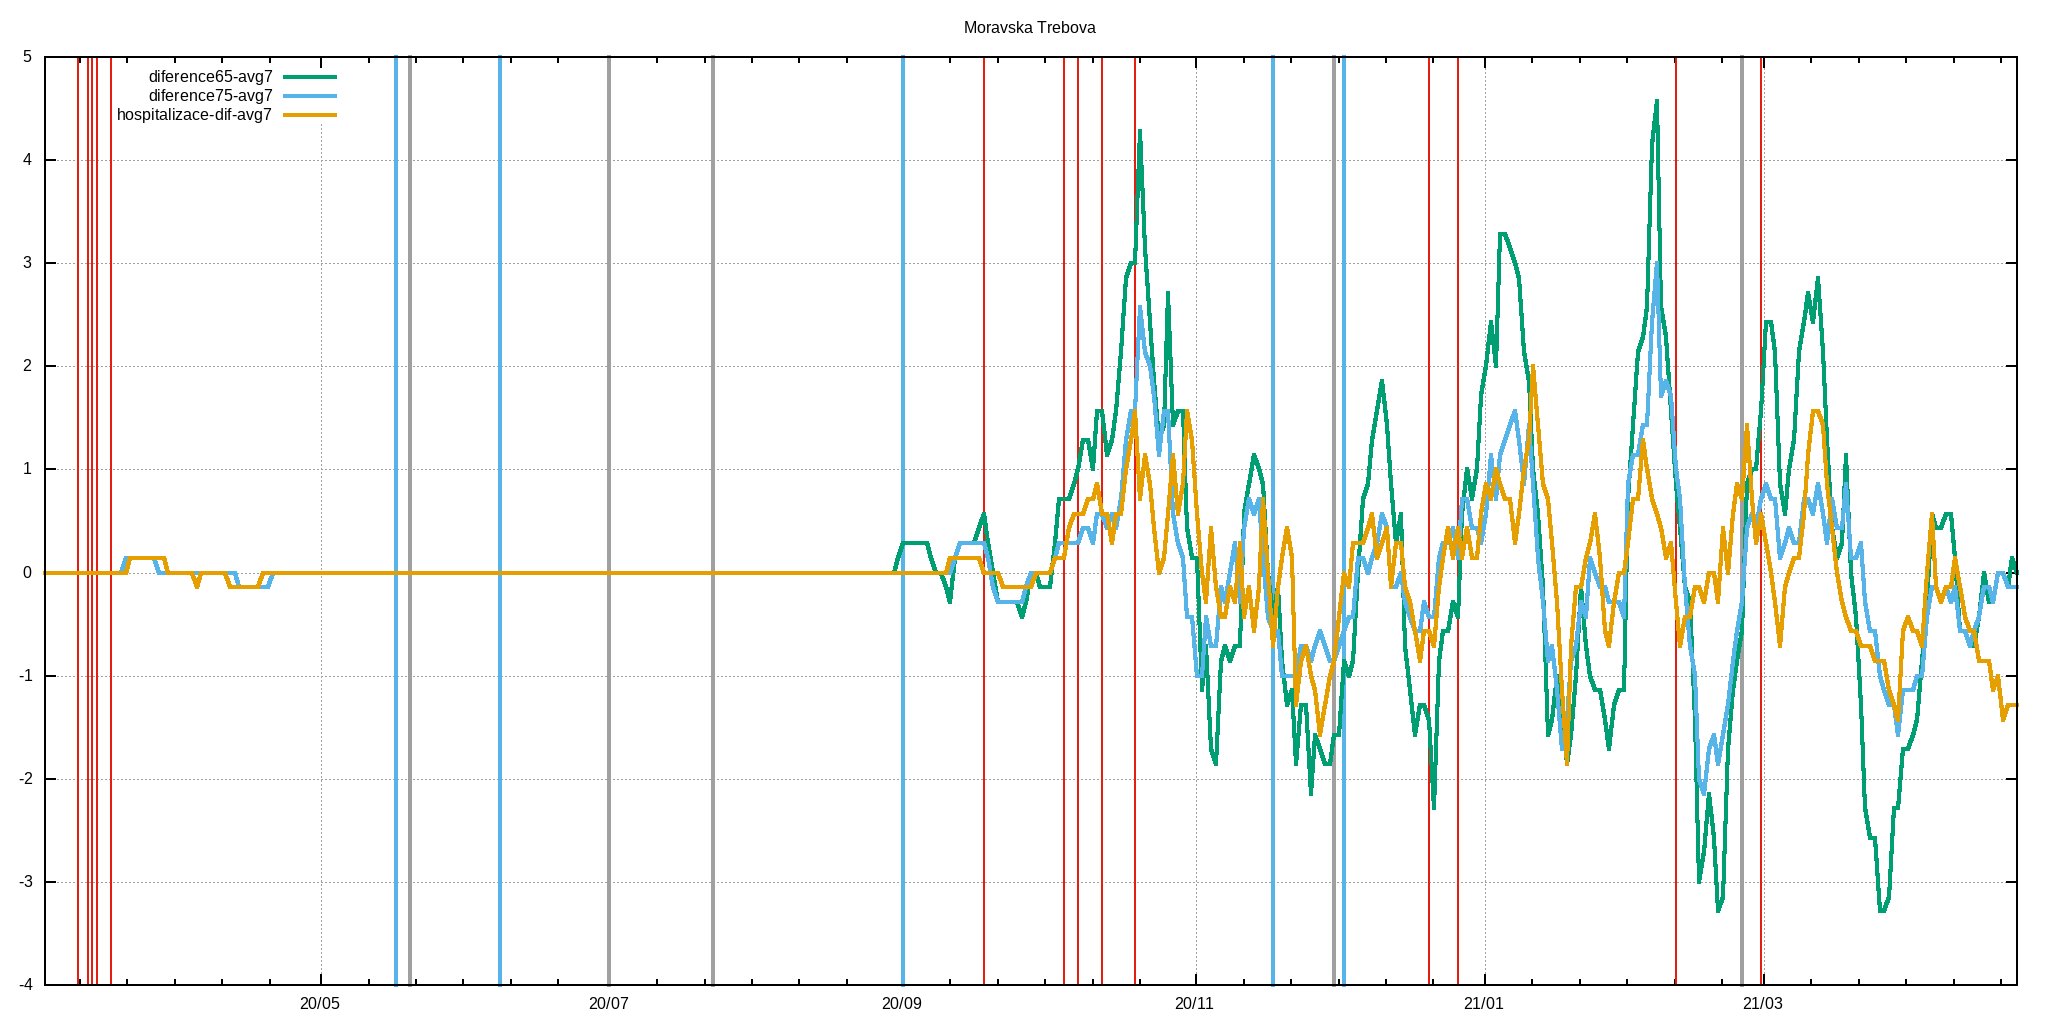 Moravska Trebova
5
diference65-avg7
diference75-avg7
hospitalizace-dif-avg7
4
3
2
1
0
-1
-2
-3
-4
20/05 20/07 20/09 20/11 21/01 21/03